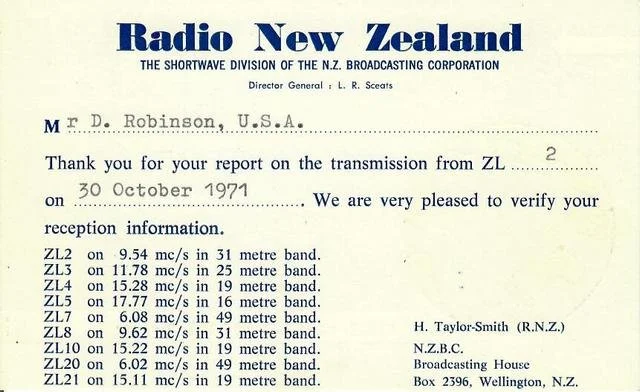 Radio New Zealand
THE SHORTWAVE DIVISION OF THE N.Z. BROADCASTING CORPORATION
Director General : L. R. Sceats
Mr D. Robinson, U.S.A.
Thank you for your report on the transmission from ZL 2
on 30 October 1971. We are very pleased to verify your
reception information.
ZL2 on 9.54 mc/s in 31 metre band.
ZL3 on 11.78 mc/s in 25 metre band.
ZL4 on 15.28 mc/s in 19 metre band.
ZL5 on 17.77 mc/s in 16 metre band.
ZL7 on 6.08 mc/s in 49 metre band.
ZL8 on 9.62 mc/s in 31 metre band.
ZL10 on 15.22 mc/s in 19 metre band.
ZL20 on 6.02 mc/s in 49 metre band.
ZL21 on 15.11 mc/s in 19 metre band.
H. Taylor-Smith (R.N.Z.)
N.Z.B.C.
Broadcasting House
Box 2396, Wellington, N.Z.